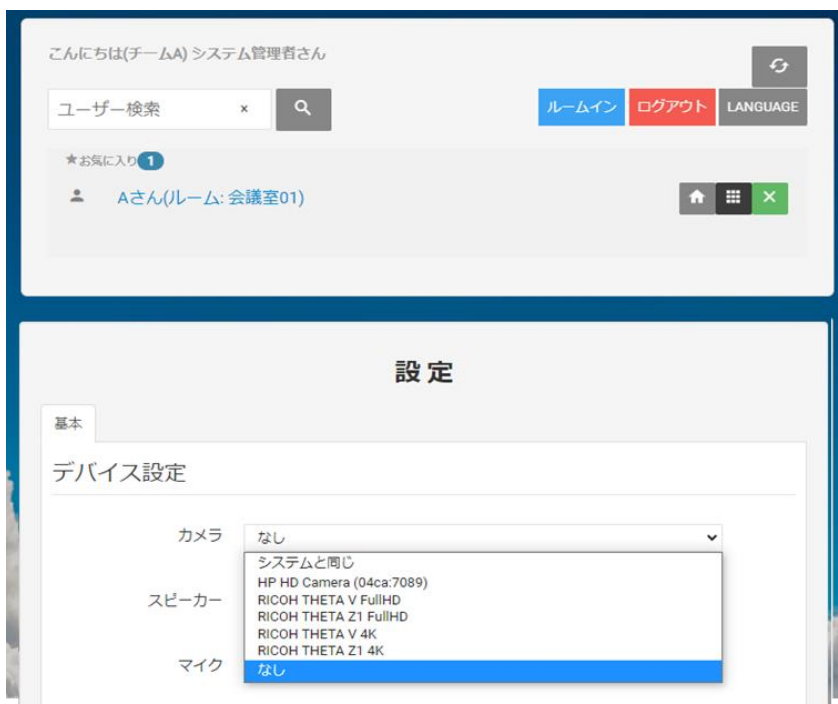 こんにちは(チームA) システム管理者さん
ユーザー検索 ×
ルームイン ログアウト LANGUAGE
★お気に入り 1
Aさん(ルーム: 会議室01)
設定
基本
デバイス設定
カメラ なし
システムと同じ
HP HD Camera (04ca:7089)
スピーカー RICOH THETA V FullHD
RICOH THETA Z1 FullHD
RICOH THETA V 4K
RICOH THETA Z1 4K
マイク なし